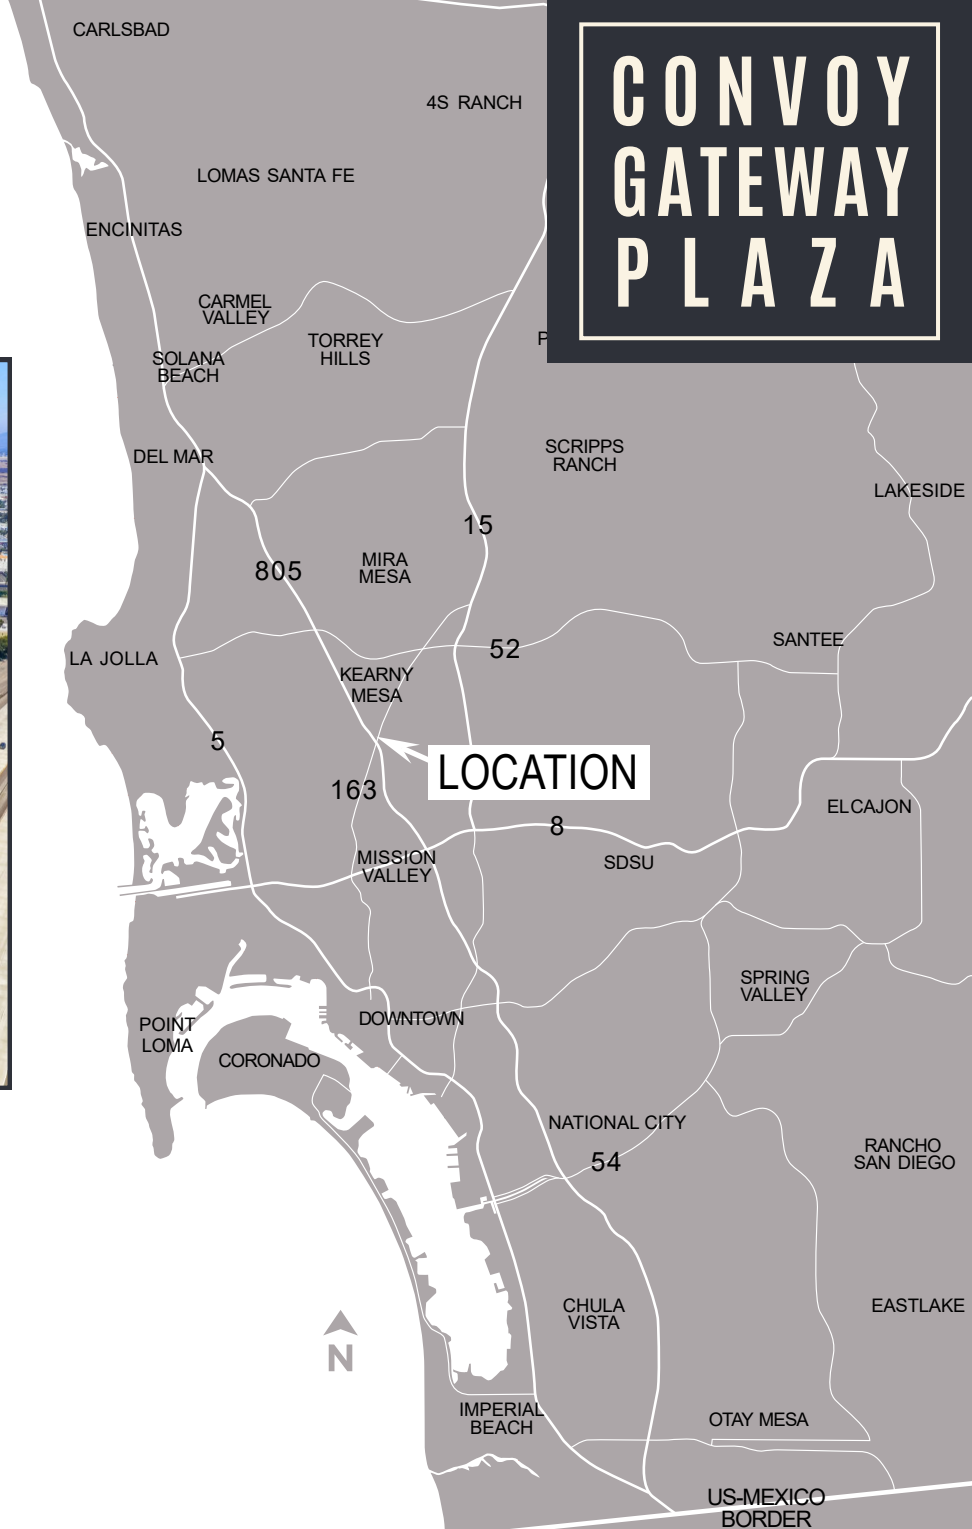 CARLSBAD
CONVOY
GATEWAY
PLAZA
4S RANCH
LOMAS SANTA FE
ENCINITAS
CARMEL
VALLEY
TORREY
HILLS
P
SOLANA
BEACH
SCRIPPS
RANCH
DEL MAR
LAKESIDE
15
805
MIRA
MESA
52
SANTEE
LA JOLLA
KEARNY
MESA
5
LOCATION
163
ELCAJON
8
MISSION
VALLEY
SDSU
SPRING
VALLEY
POINT
LOMA
DOWNTOWN
CORONADO
NATIONAL CITY
54
RANCHO
SAN DIEGO
CHULA
VISTA
EASTLAKE
N
IMPERIAL
BEACH
OTAY MESA
US-MEXICO
BORDER